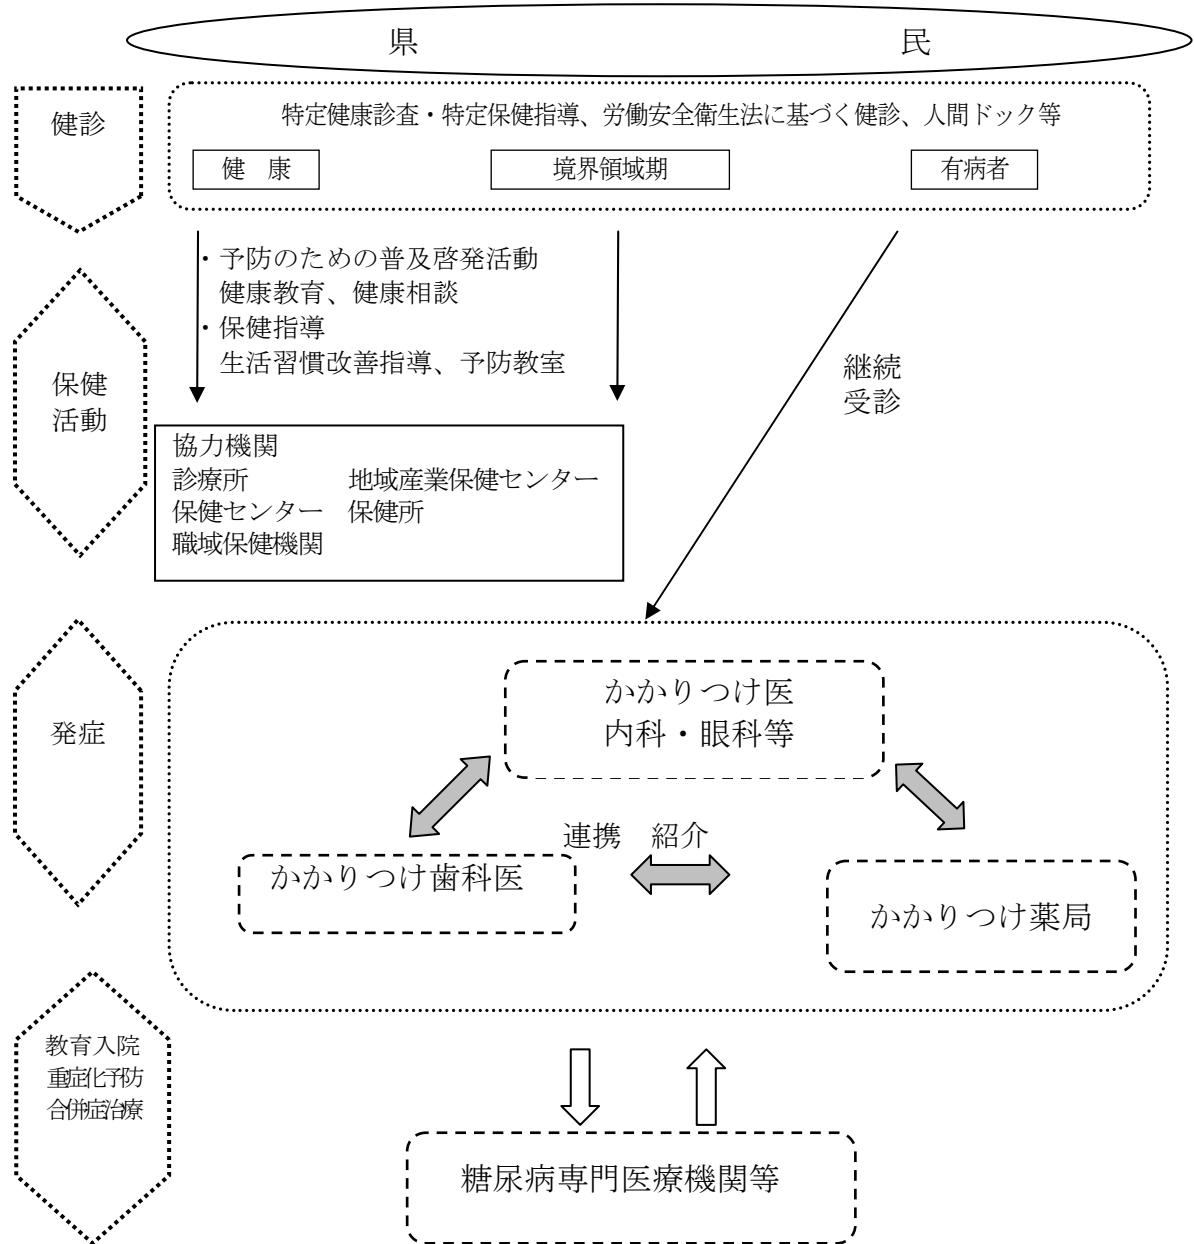 県　民
健診
特定健康診査・特定保健指導、労働安全衛生法に基づく健診、人間ドック等
健　康
境界領域期
有病者
・予防のための普及啓発活動
健康教育、健康相談
・保健指導
生活習慣改善指導、予防教室
継続
受診
保健
活動
協力機関
診療所　地域産業保健センター
保健センター　保健所
職域保健機関
発症
かかりつけ医
内科・眼科等
連携　紹介
かかりつけ歯科医
かかりつけ薬局
教育入院
重症化予防
合併症治療
糖尿病専門医療機関等